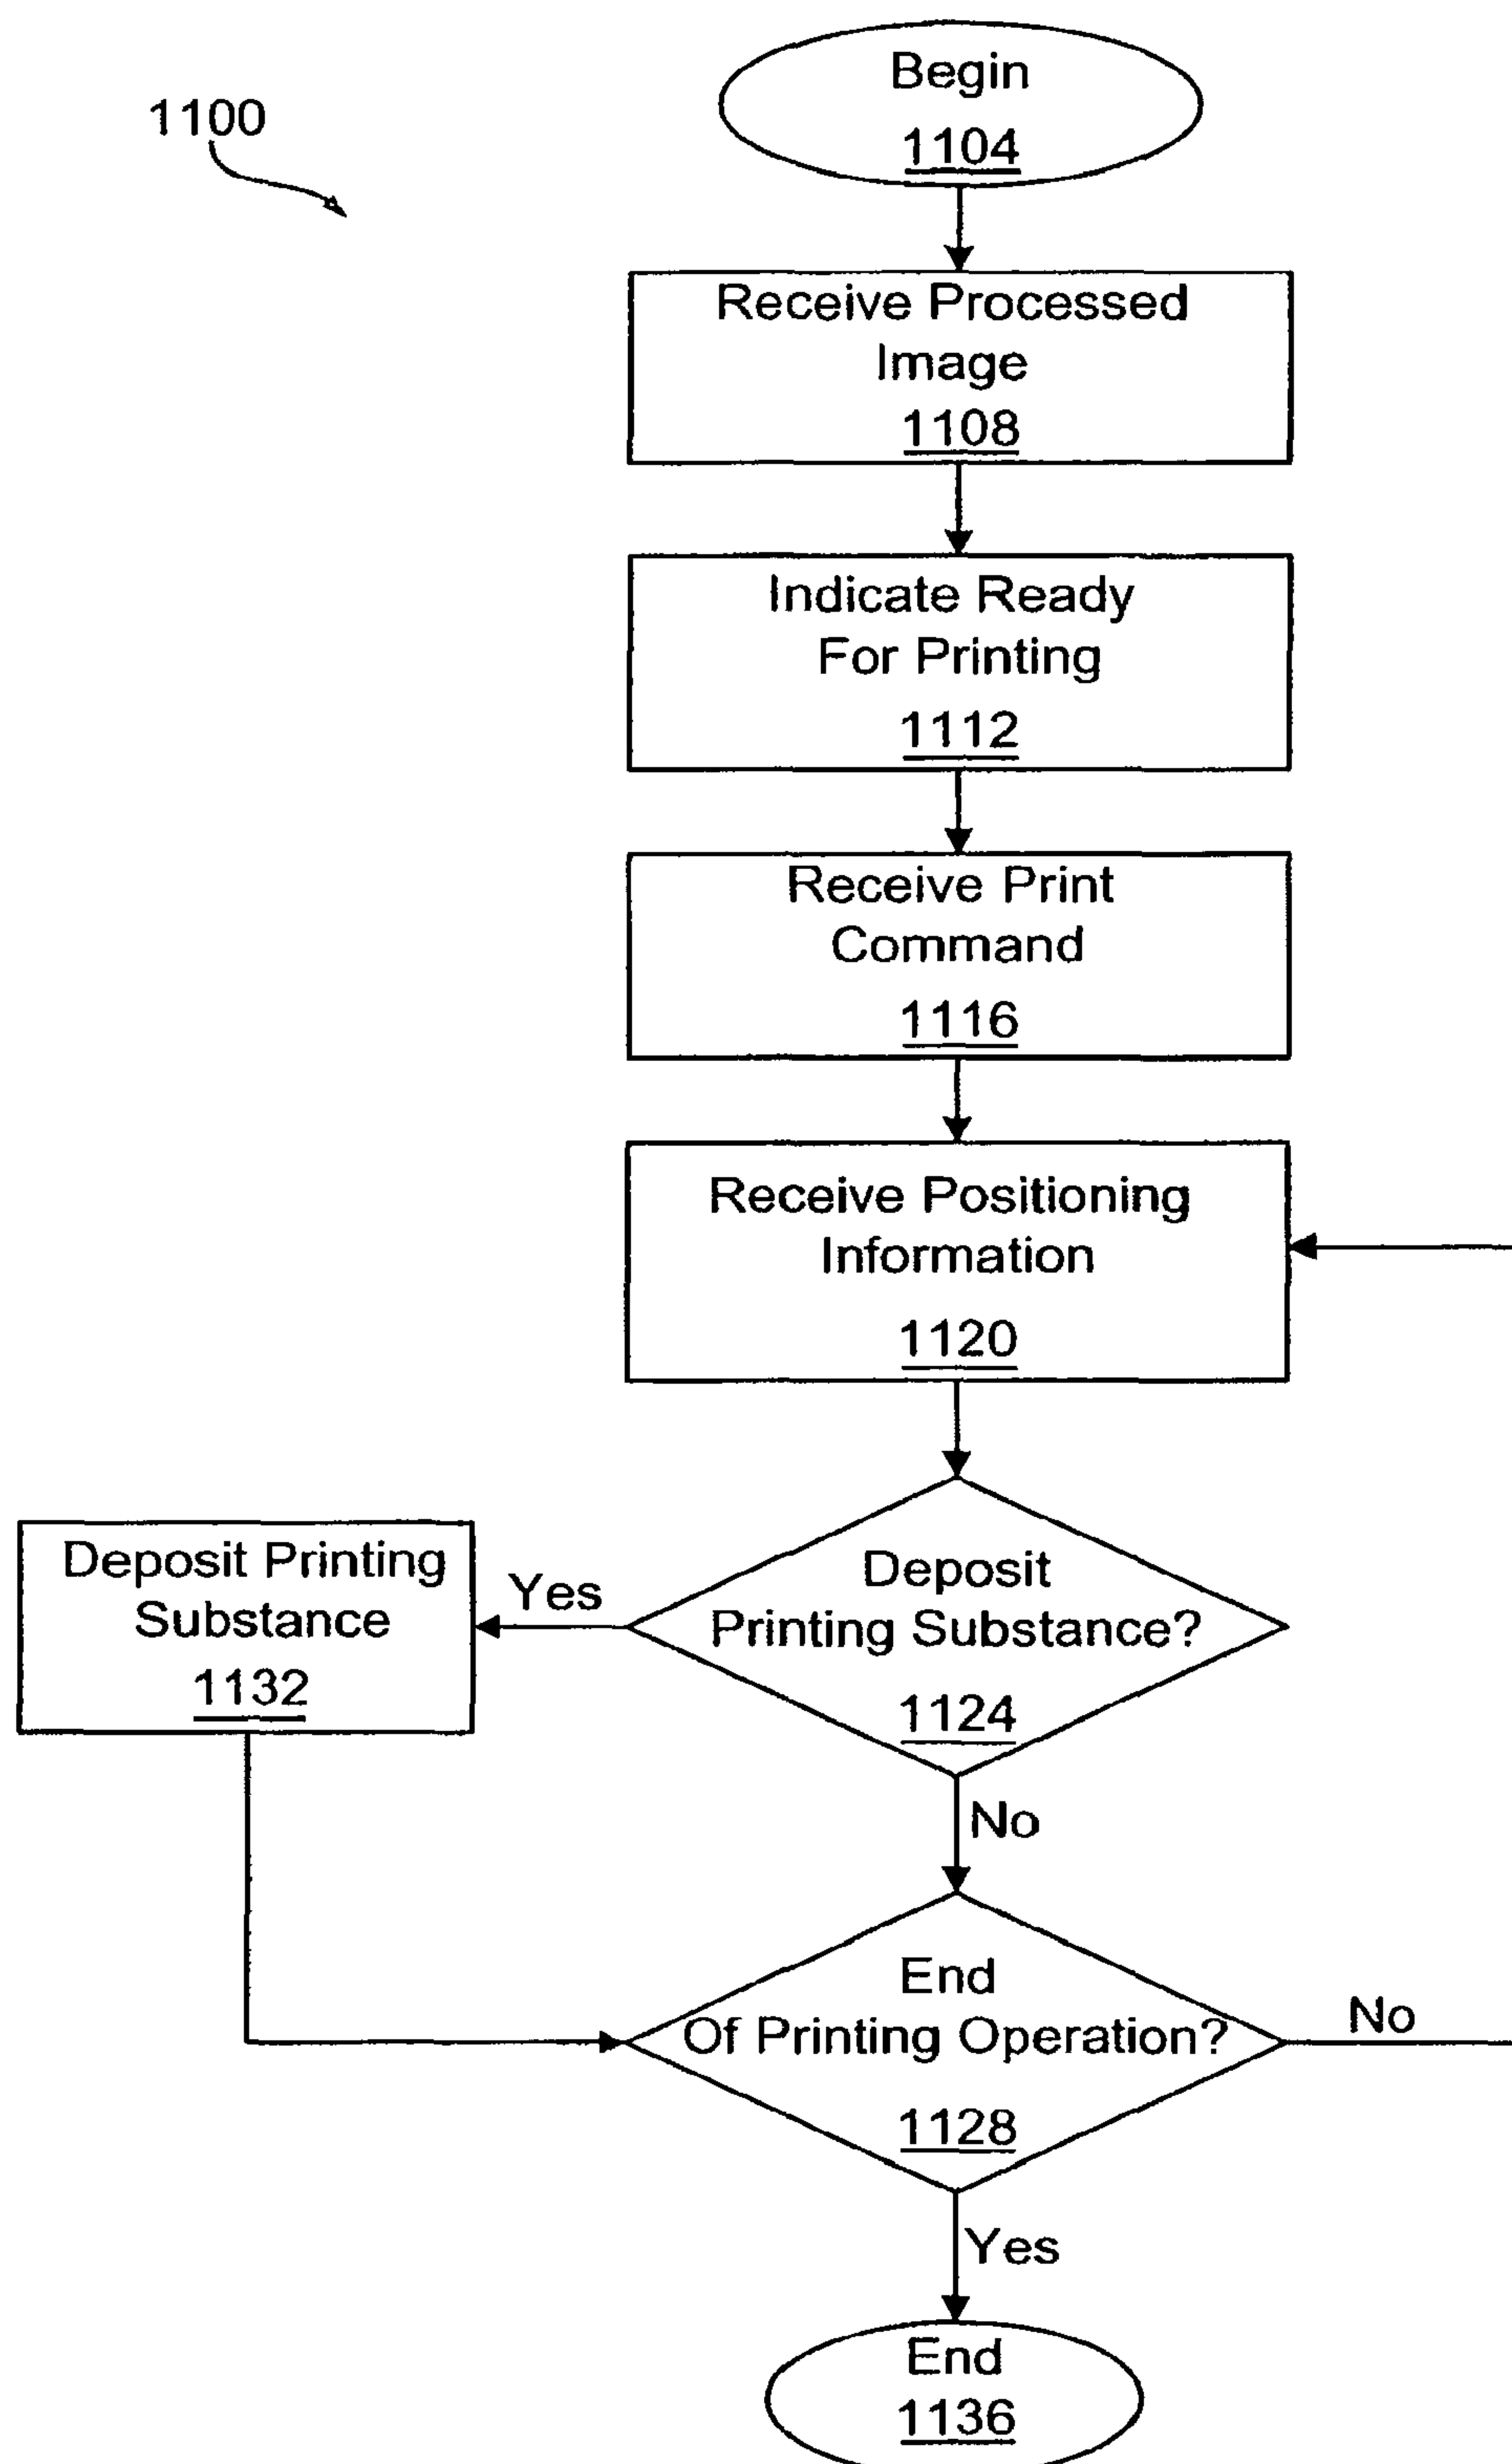 1100
Begin
1104
Receive Processed
Image
1108
Indicate Ready
For Printing
1112
Receive Print
Command
1116
Receive Positioning
Information
1120
Deposit
Printing Substance?
1124
Yes
Deposit Printing
Substance
1132
No
End
Of Printing Operation?
1128
No
Yes
End
1136